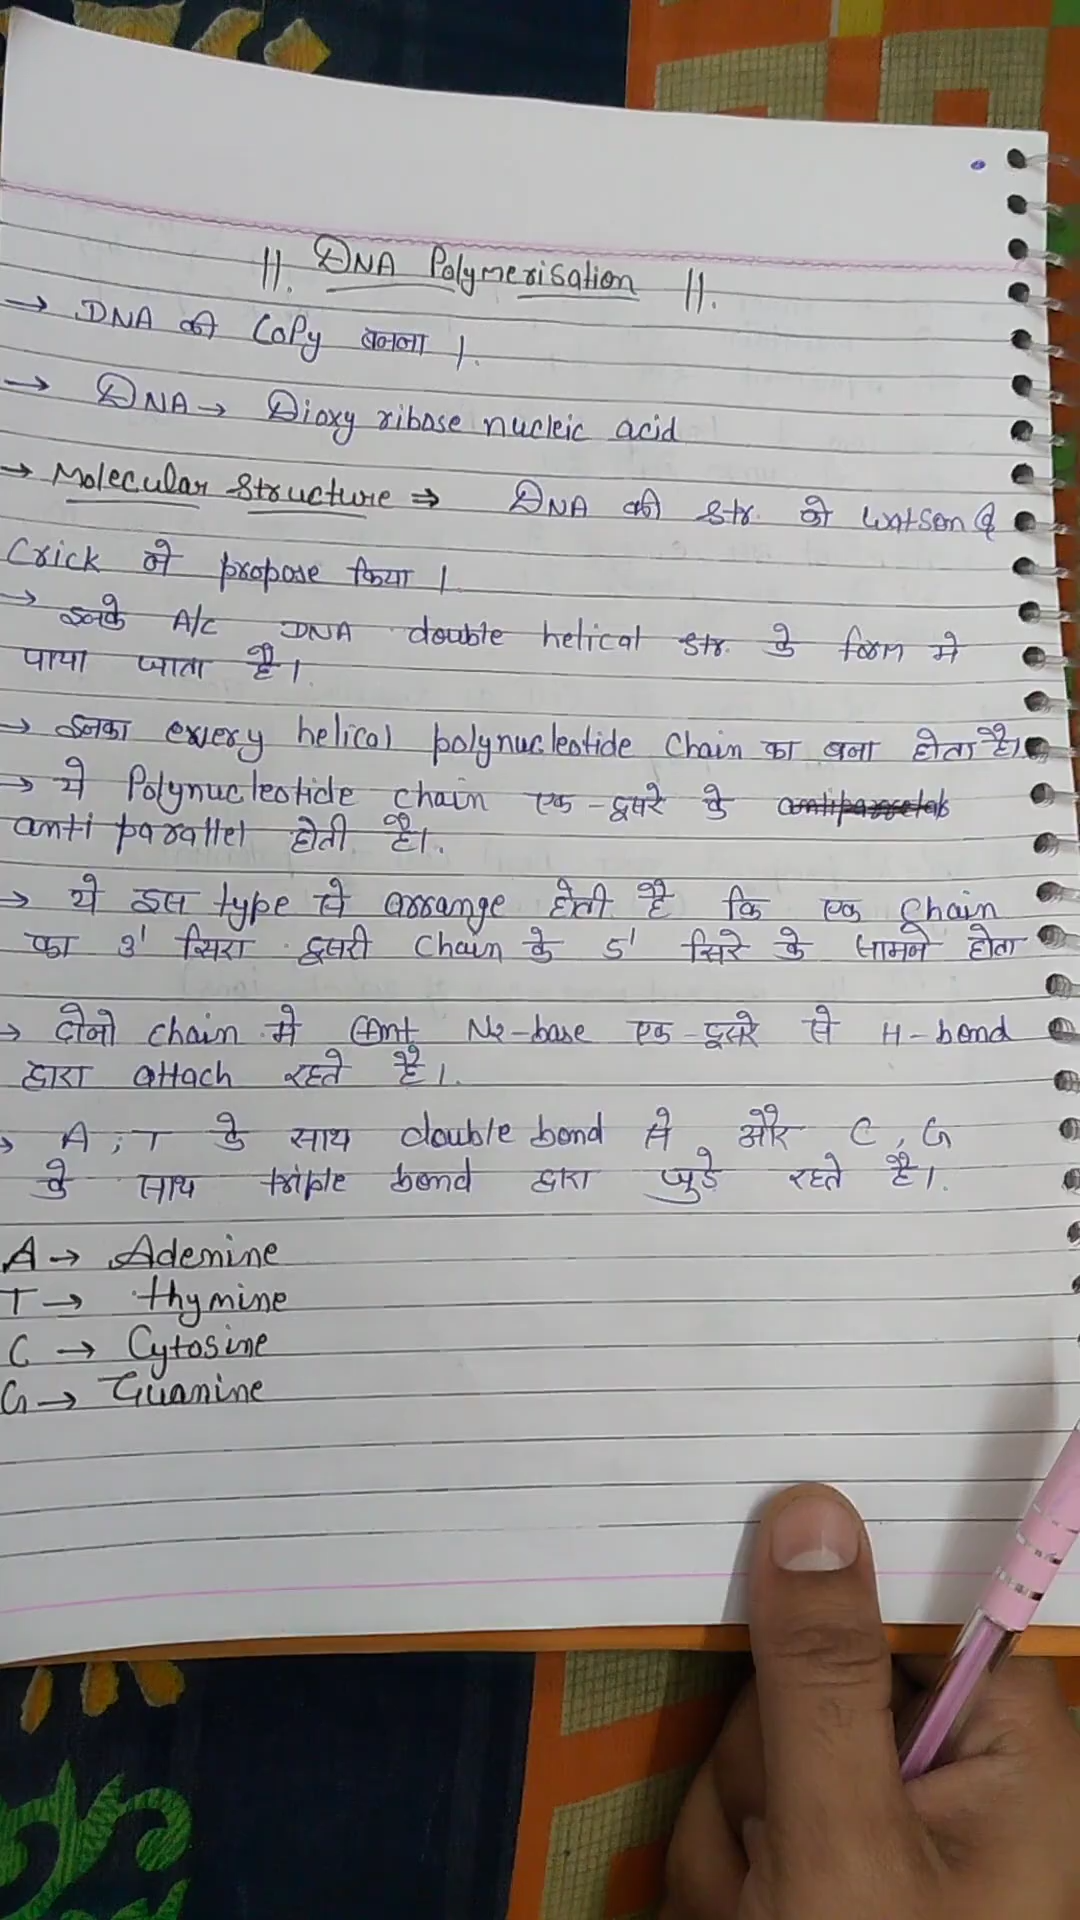 ||. DNA Polymerisation ||.
→ DNA की Copy बनना |.
→ DNA → Dioxy ribose nucleic acid
→ Molecular Structure ⇒ DNA की str. को Watson &
Crick ने propose किया |
→ इनके A/c DNA double helical str. के form मे
पाया जाता है।.
→ इनका every helical polynucleotide chain का बना होता है।
→ ये Polynucleotide chain एक-दूसरे के
anti parallel होती है।.
→ ये इस type से arrange होती है कि एक chain
का 3' सिरा दूसरी chain के 5' सिरे के सामने होता
→ दोनो chain मे N2-base एक-दूसरे से H-bond
द्वारा attach रहते है।.
→ A, T के साथ double bond से और C, G
के साथ triple bond द्वारा जुड़े रहते है।.
A → Adenine
T → thymine
C → Cytosine
G → Guanine